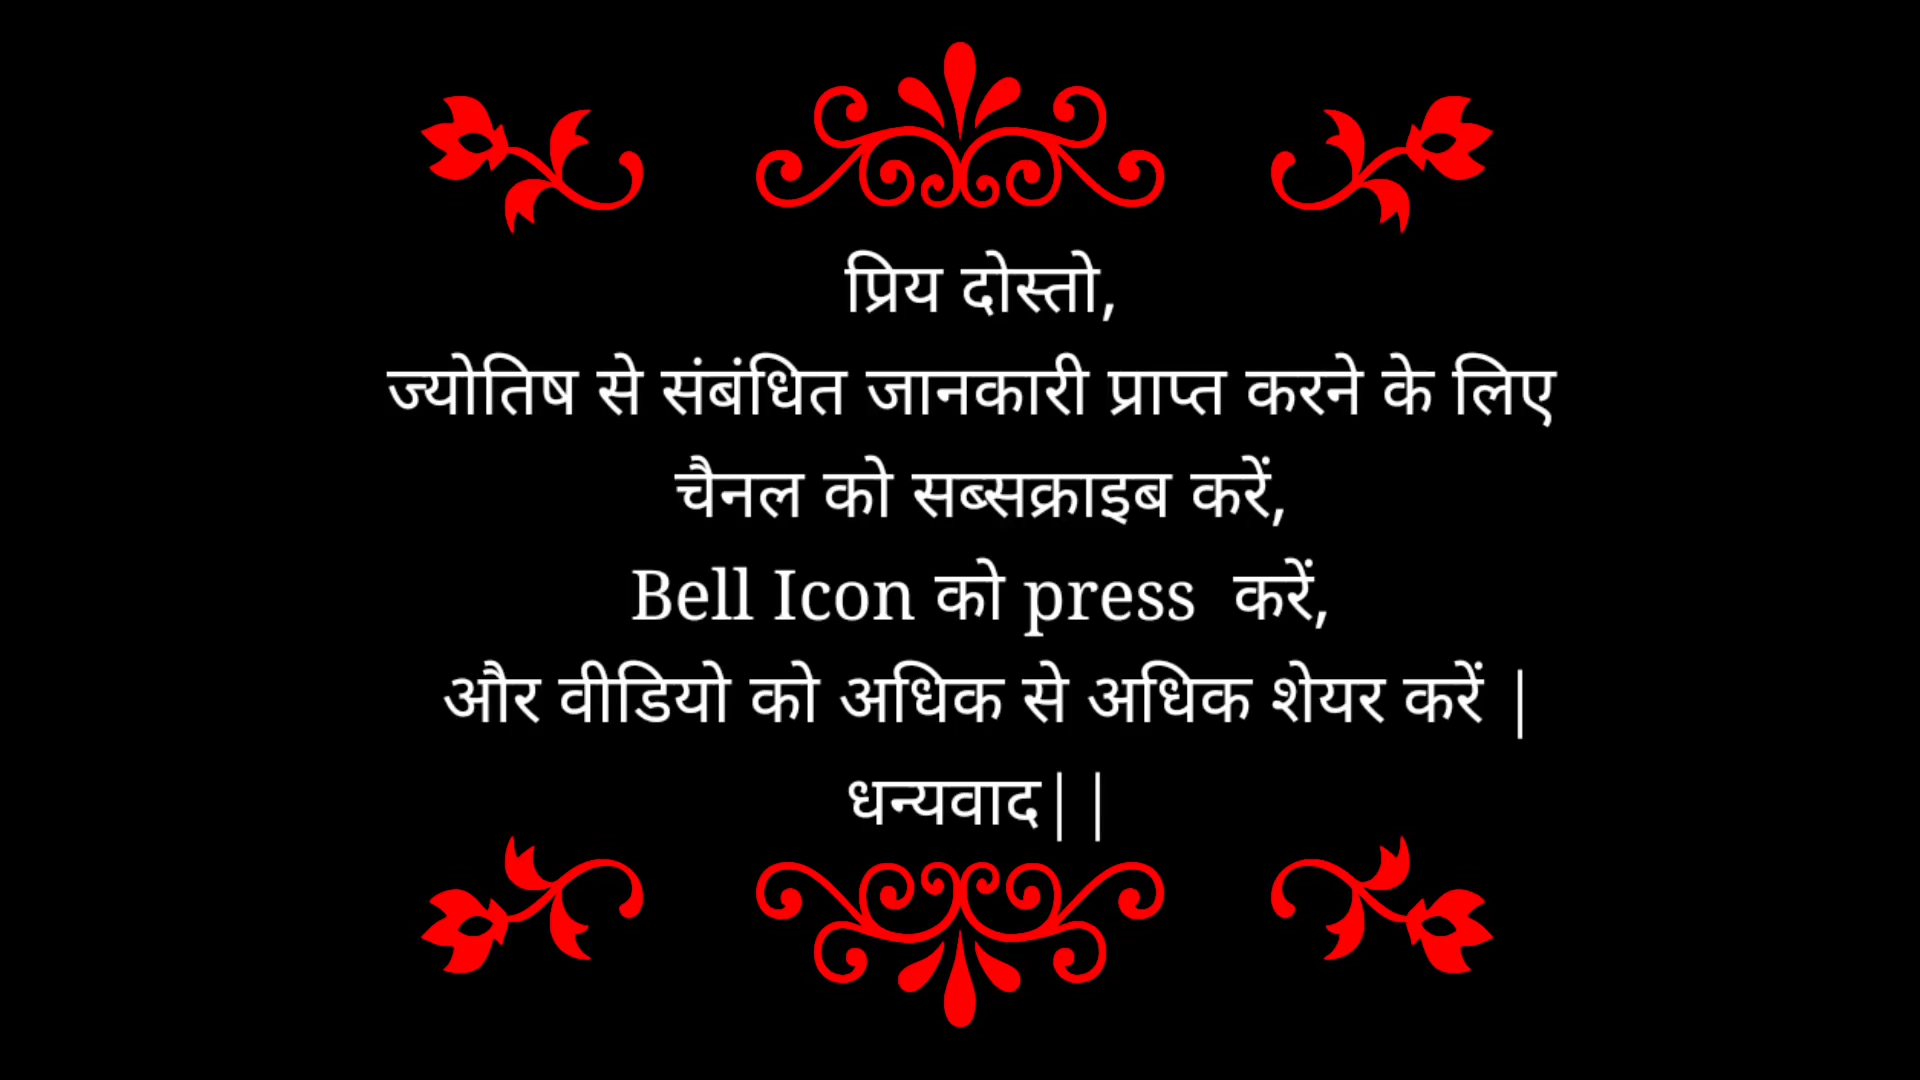 प्रिय दोस्तो,
ज्योतिष से संबंधित जानकारी प्राप्त करने के लिए
चैनल को सब्सक्राइब करें,
Bell Icon को press  करें,
और वीडियो को अधिक से अधिक शेयर करें |
धन्यवाद||